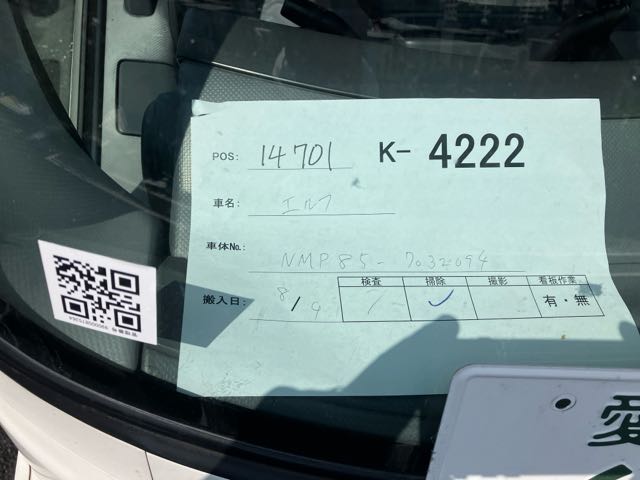 POS: 14701 K- 4222
車名: エルフ
車体No.: NMP85-7032094
検査 掃除 撮影 看板作業
搬入日: 8/9 ✓ 有・無
愛